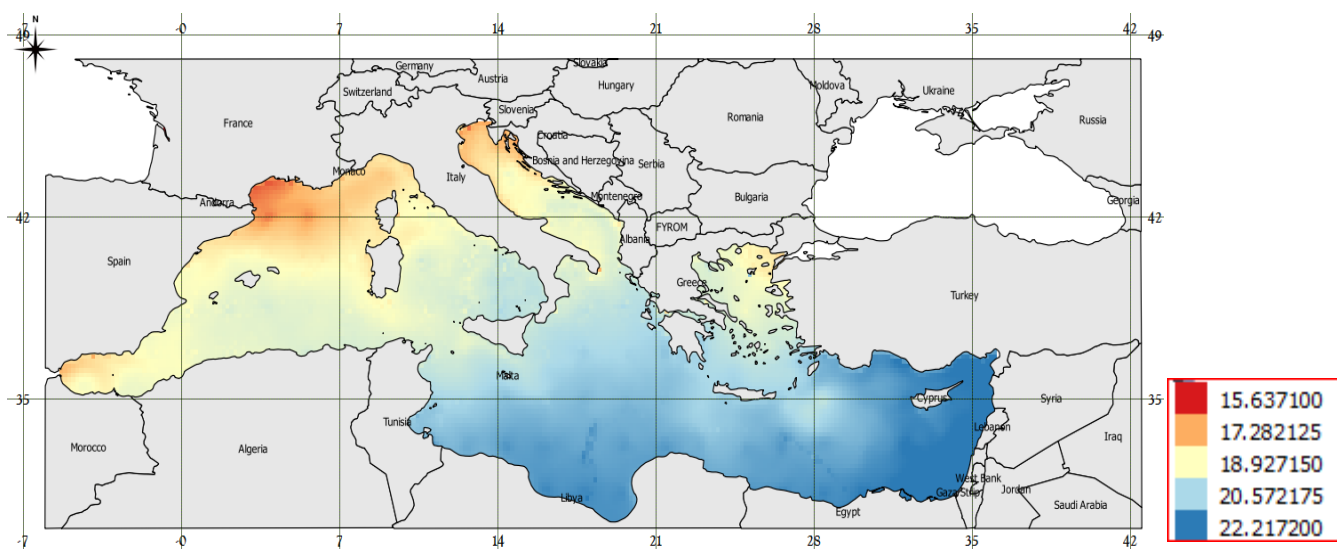 -7 -0 7 14 21 28 35 42
49 49
N
Germany Slovakia
Austria
Switzerland Hungary Moldova Ukraine
Slovenia Romania Russia
France
Croatia
Bosnia and Herzegovina Serbia
Monaco Italy
Andorra Montenegro Bulgaria Georgia
42 42
FYROM
Albania
Spain
Greece Turkey
Malta
35 35
Cyprus Syria
Tunisia Lebanon
Morocco Algeria Iraq
West Bank
Gaza Strip Jordan
Libya Saudi Arabia
Egypt
-7 -0 7 14 21 28 35 42
15.637100
17.282125
18.927150
20.572175
22.217200